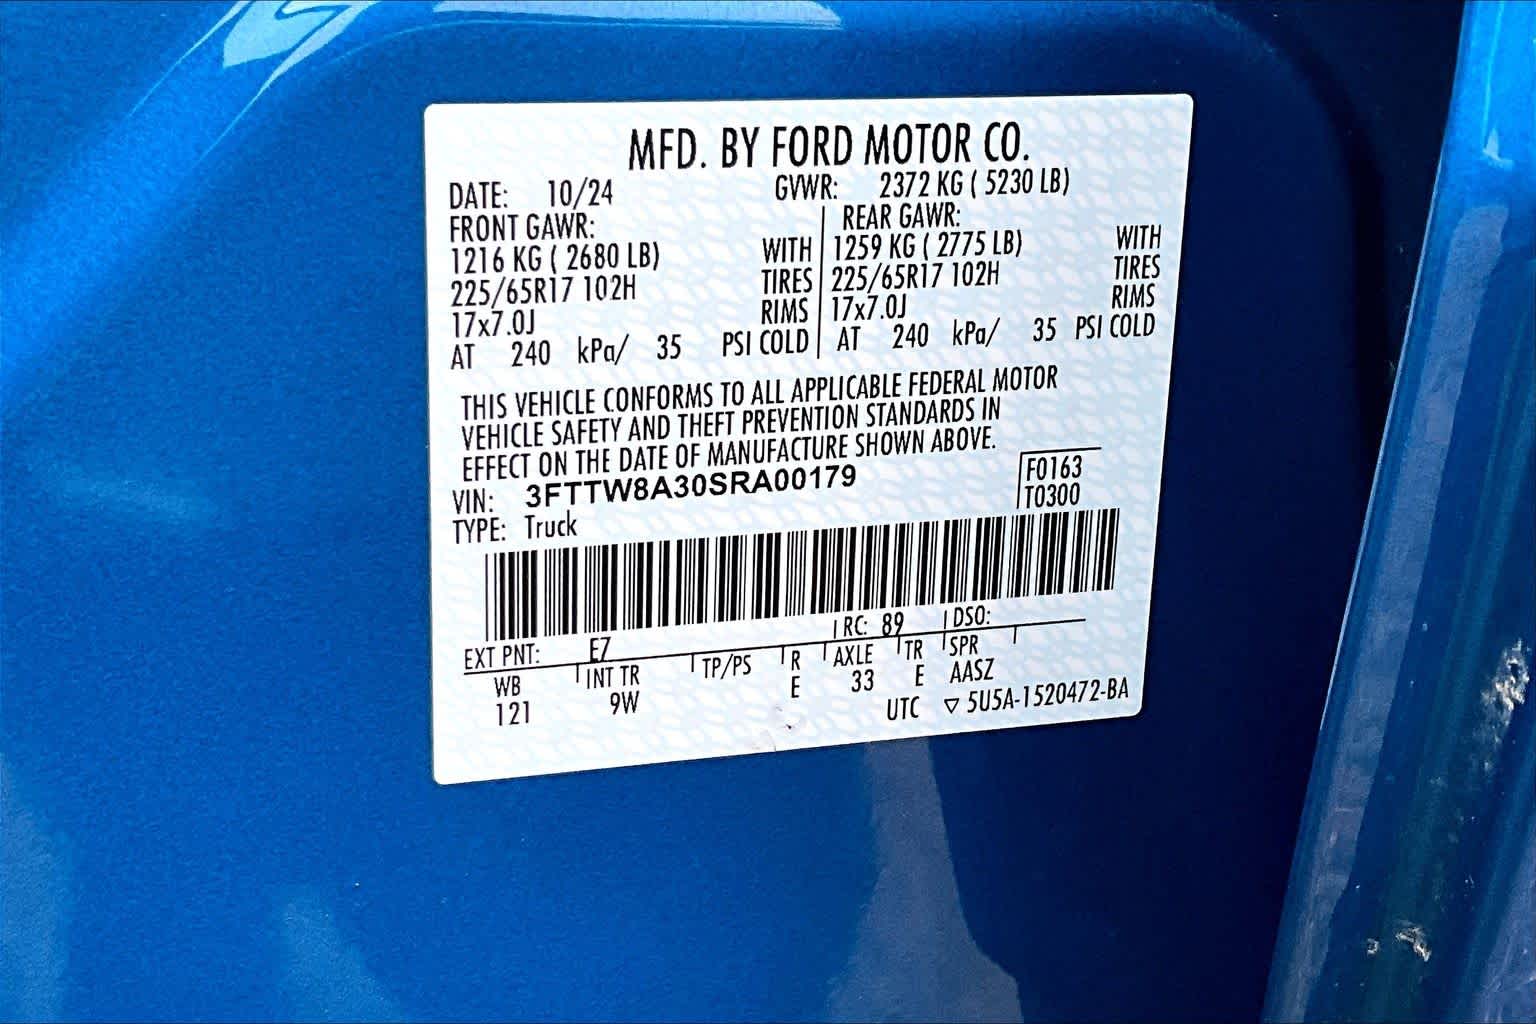 MFD. BY FORD MOTOR CO.
DATE: 10/24 GVWR: 2372 KG ( 5230 LB)
FRONT GAWR: REAR GAWR:
1216 KG ( 2680 LB) WITH 1259 KG ( 2775 LB) WITH
225/65R17 102H TIRES 225/65R17 102H TIRES
17x7.0J RIMS 17x7.0J RIMS
AT 240 kPa/ 35 PSI COLD AT 240 kPa/ 35 PSI COLD
THIS VEHICLE CONFORMS TO ALL APPLICABLE FEDERAL MOTOR
VEHICLE SAFETY AND THEFT PREVENTION STANDARDS IN
EFFECT ON THE DATE OF MANUFACTURE SHOWN ABOVE.
VIN: 3FTTW8A30SRA00179 F0163
TYPE: Truck T0300
EXT PNT: E7 RC: 89 DSO:
WB INT TR TP/PS R AXLE TR SPR
121 9W E 33 E AASZ
UTC ▽ 5U5A-1520472-BA